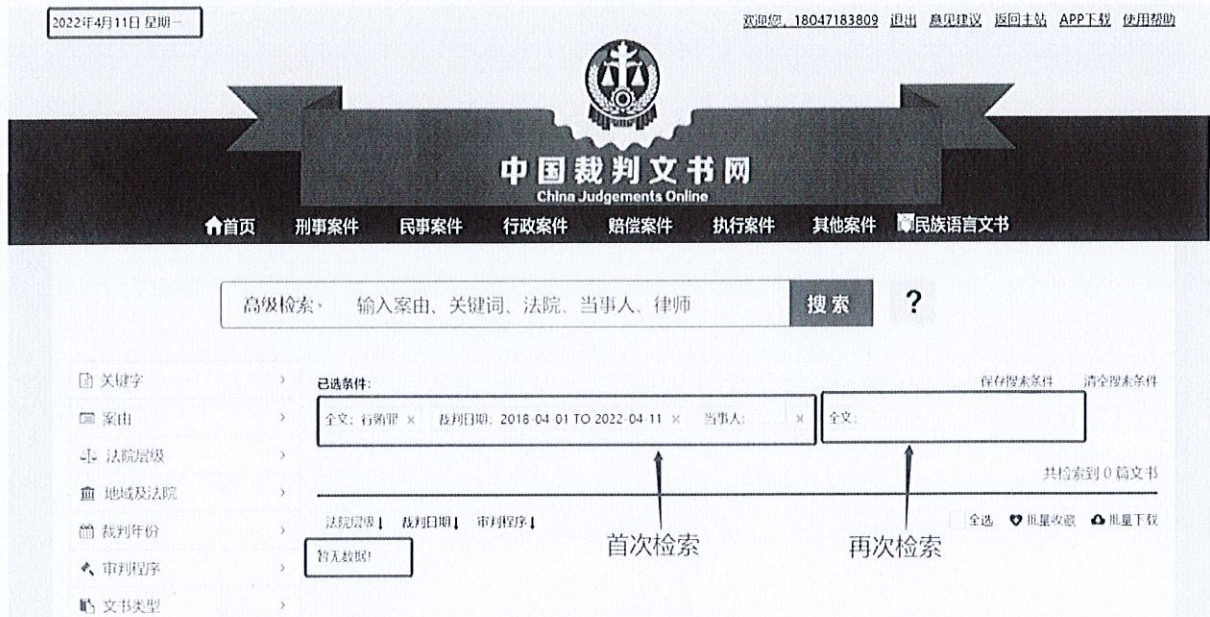 2022年4月11日 星期一
欢迎您，18047183809 退出 意见建议 返回主站 APP下载 使用帮助
中国裁判文书网
China Judgements Online
首页 刑事案件 民事案件 行政案件 赔偿案件 执行案件 其他案件 民族语言文书
高级检索 输入案由、关键词、法院、当事人、律师 搜索 ?
关键字
案由
法院层级
地域及法院
裁判年份
审判程序
文书类型
已选条件: 保存搜索条件 清空搜索条件
全文: 行贿罪 × 裁判日期: 2018-04-01 TO 2022-04-11 × 当事人: × 全文:
共检索到 0 篇文书
法院层级 裁判日期 审判程序 全选 批量收藏 批量下载
暂无数据!
首次检索 再次检索